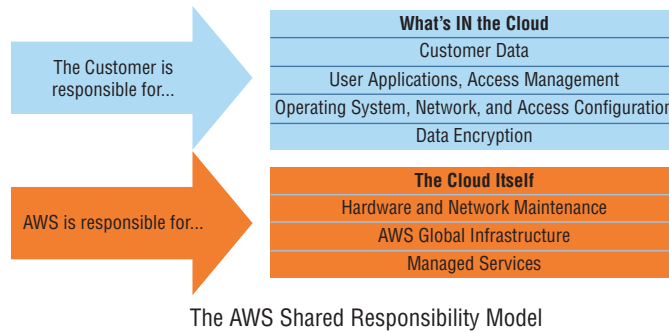 What's IN the Cloud
Customer Data
The Customer is
responsible for...
User Applications, Access Management
Operating System, Network, and Access Configuration
Data Encryption
The Cloud Itself
Hardware and Network Maintenance
AWS is responsible for...
AWS Global Infrastructure
Managed Services
The AWS Shared Responsibility Model